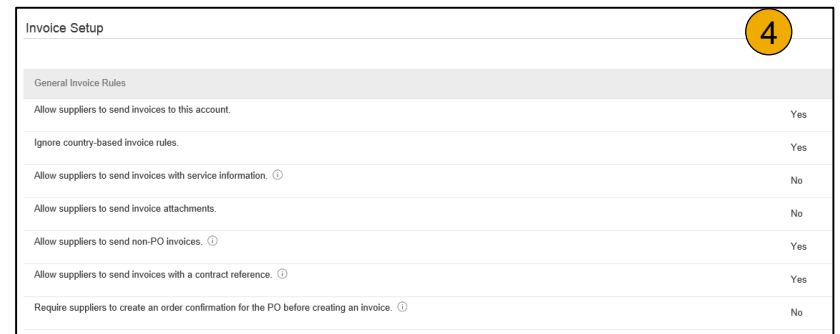 Invoice Setup
4
General Invoice Rules
Allow suppliers to send invoices to this account. Yes
Ignore country-based invoice rules. Yes
Allow suppliers to send invoices with service information. ⓘ No
Allow suppliers to send invoice attachments. No
Allow suppliers to send non-PO invoices. ⓘ Yes
Allow suppliers to send invoices with a contract reference. ⓘ Yes
Require suppliers to create an order confirmation for the PO before creating an invoice. ⓘ No